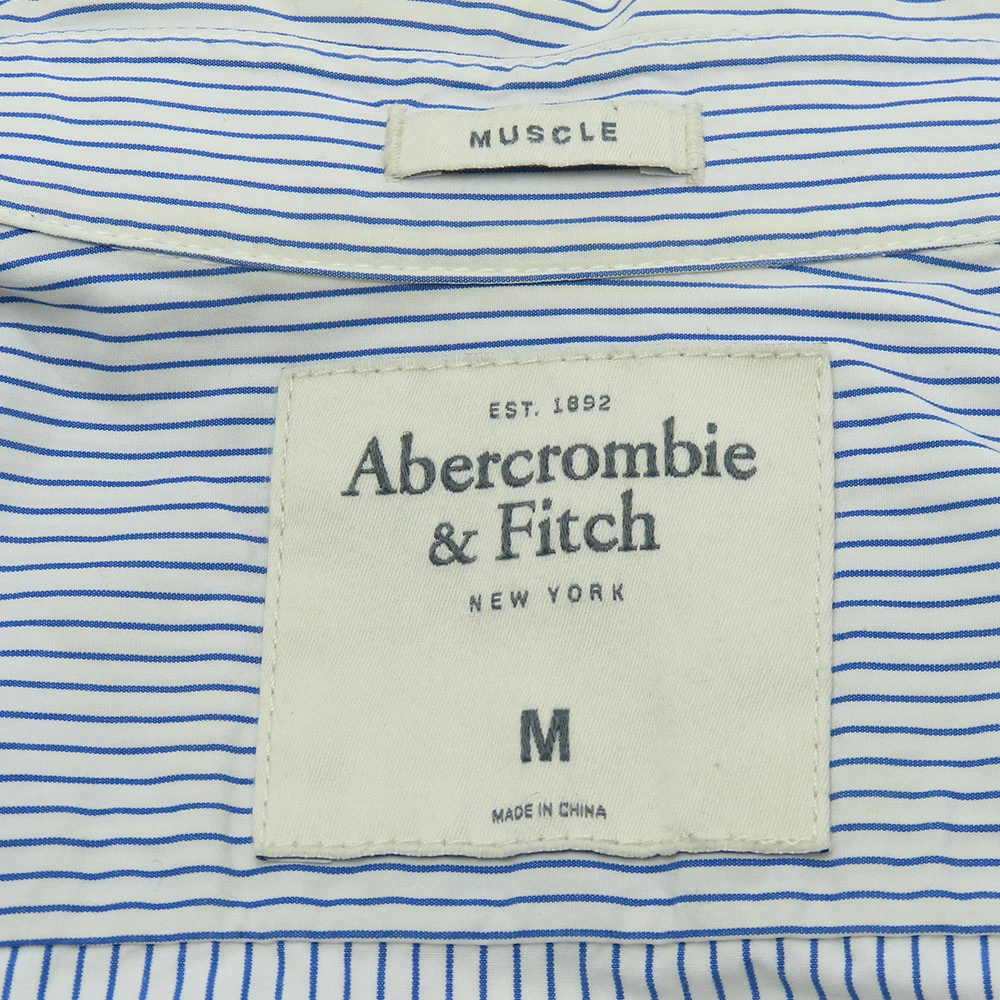 MUSCLE
EST. 1892
Abercrombie
& Fitch
NEW YORK
M
MADE IN CHINA